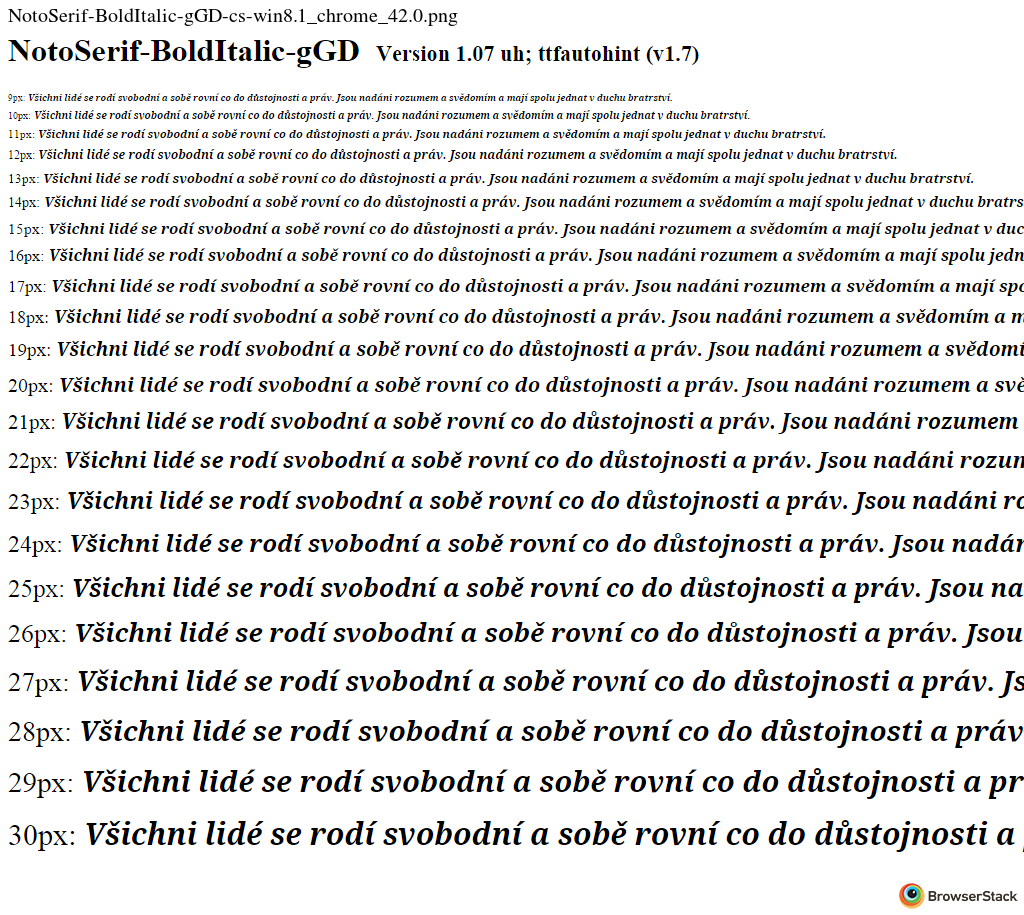 NotoSerif-BoldItalic-gGD-cs-win8.1_chrome_42.0.png
NotoSerif-BoldItalic-gGD Version 1.07 uh; ttfautohint (v1.7)
9px: Všichni lidé se rodí svobodní a sobě rovní co do důstojnosti a práv. Jsou nadáni rozumem a svědomím a mají spolu jednat v duchu bratrství.
10px: Všichni lidé se rodí svobodní a sobě rovní co do důstojnosti a práv. Jsou nadáni rozumem a svědomím a mají spolu jednat v duchu bratrství.
11px: Všichni lidé se rodí svobodní a sobě rovní co do důstojnosti a práv. Jsou nadáni rozumem a svědomím a mají spolu jednat v duchu bratrství.
12px: Všichni lidé se rodí svobodní a sobě rovní co do důstojnosti a práv. Jsou nadáni rozumem a svědomím a mají spolu jednat v duchu bratrství.
13px: Všichni lidé se rodí svobodní a sobě rovní co do důstojnosti a práv. Jsou nadáni rozumem a svědomím a mají spolu jednat v duchu bratrství.
14px: Všichni lidé se rodí svobodní a sobě rovní co do důstojnosti a práv. Jsou nadáni rozumem a svědomím a mají spolu jednat v duchu bratrs
15px: Všichni lidé se rodí svobodní a sobě rovní co do důstojnosti a práv. Jsou nadáni rozumem a svědomím a mají spolu jednat v duc
16px: Všichni lidé se rodí svobodní a sobě rovní co do důstojnosti a práv. Jsou nadáni rozumem a svědomím a mají spolu jedn
17px: Všichni lidé se rodí svobodní a sobě rovní co do důstojnosti a práv. Jsou nadáni rozumem a svědomím a mají spo
18px: Všichni lidé se rodí svobodní a sobě rovní co do důstojnosti a práv. Jsou nadáni rozumem a svědomím a m
19px: Všichni lidé se rodí svobodní a sobě rovní co do důstojnosti a práv. Jsou nadáni rozumem a svědomí
20px: Všichni lidé se rodí svobodní a sobě rovní co do důstojnosti a práv. Jsou nadáni rozumem a svě
21px: Všichni lidé se rodí svobodní a sobě rovní co do důstojnosti a práv. Jsou nadáni rozumem
22px: Všichni lidé se rodí svobodní a sobě rovní co do důstojnosti a práv. Jsou nadáni rozum
23px: Všichni lidé se rodí svobodní a sobě rovní co do důstojnosti a práv. Jsou nadáni ro
24px: Všichni lidé se rodí svobodní a sobě rovní co do důstojnosti a práv. Jsou nadán
25px: Všichni lidé se rodí svobodní a sobě rovní co do důstojnosti a práv. Jsou na
26px: Všichni lidé se rodí svobodní a sobě rovní co do důstojnosti a práv. Jsou
27px: Všichni lidé se rodí svobodní a sobě rovní co do důstojnosti a práv. Js
28px: Všichni lidé se rodí svobodní a sobě rovní co do důstojnosti a práv
29px: Všichni lidé se rodí svobodní a sobě rovní co do důstojnosti a pr
30px: Všichni lidé se rodí svobodní a sobě rovní co do důstojnosti a
BrowserStack